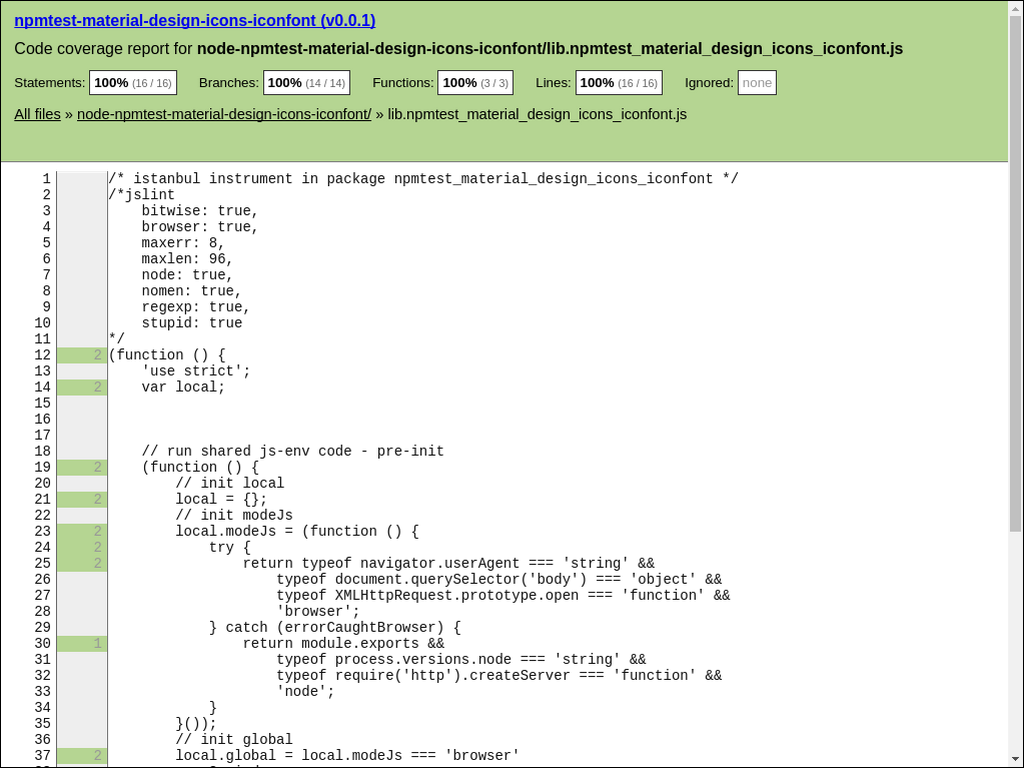 npmtest-material-design-icons-iconfont (v0.0.1)
Code coverage report for node-npmtest-material-design-icons-iconfont/lib.npmtest_material_design_icons_iconfont.js
Statements: 100% (16 / 16) Branches: 100% (14 / 14) Functions: 100% (3 / 3) Lines: 100% (16 / 16) Ignored: none
All files » node-npmtest-material-design-icons-iconfont/ » lib.npmtest_material_design_icons_iconfont.js
1 /* istanbul instrument in package npmtest_material_design_icons_iconfont */
2 /*jslint
3     bitwise: true,
4     browser: true,
5     maxerr: 8,
6     maxlen: 96,
7     node: true,
8     nomen: true,
9     regexp: true,
10     stupid: true
11 */
12 2 (function () {
13     'use strict';
14 2     var local;
15
16
17
18     // run shared js-env code - pre-init
19 2     (function () {
20         // init local
21 2         local = {};
22         // init modeJs
23 2         local.modeJs = (function () {
24 2             try {
25 2                 return typeof navigator.userAgent === 'string' &&
26                     typeof document.querySelector('body') === 'object' &&
27                     typeof XMLHttpRequest.prototype.open === 'function' &&
28                     'browser';
29             } catch (errorCaughtBrowser) {
30 1                 return module.exports &&
31                     typeof process.versions.node === 'string' &&
32                     typeof require('http').createServer === 'function' &&
33                     'node';
34             }
35         }());
36         // init global
37 2         local.global = local.modeJs === 'browser'